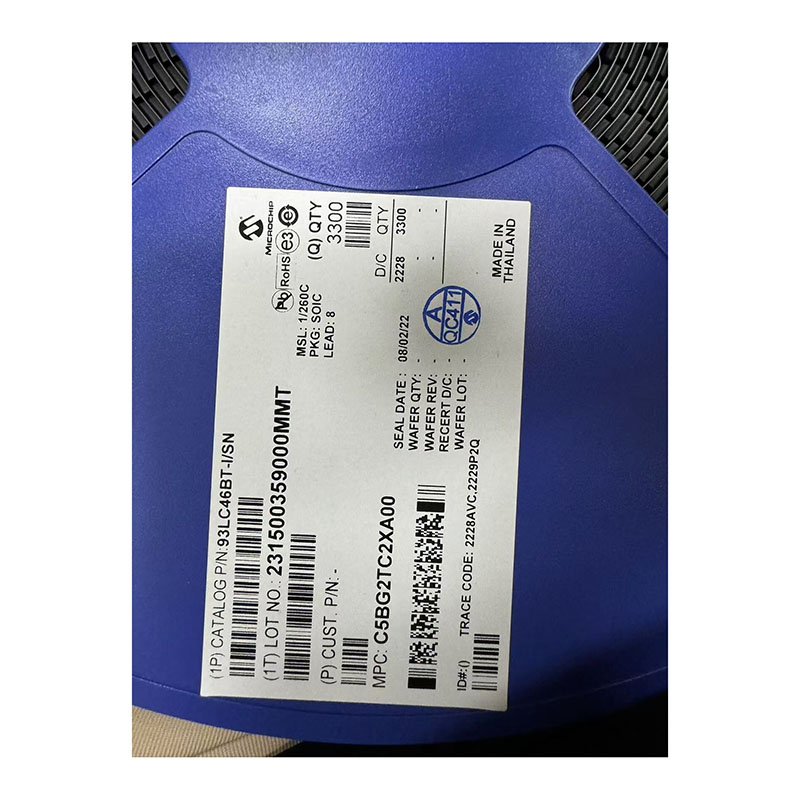 MICROCHIP
Pb RoHS e3 e
(Q) QTY
3300
MSL: 1/260C
PKG: SOIC
LEAD: 8
D/C QTY
2228 3300
- -
- -
(1P) CATALOG P/N:93LC46BT-I/SN
(1T) LOT NO.: 231500359000MMT
(P) CUST. P/N:-
MPC: C5BG2TC2XA00
SEAL DATE : 08/02/22
WAFER QTY: -
WAFER REV: -
RECERT D/C: -
WAFER LOT: -
A
QC411
MADE IN
THAILAND
TRACE CODE: 2228AVC,2229P2Q
ID#:()